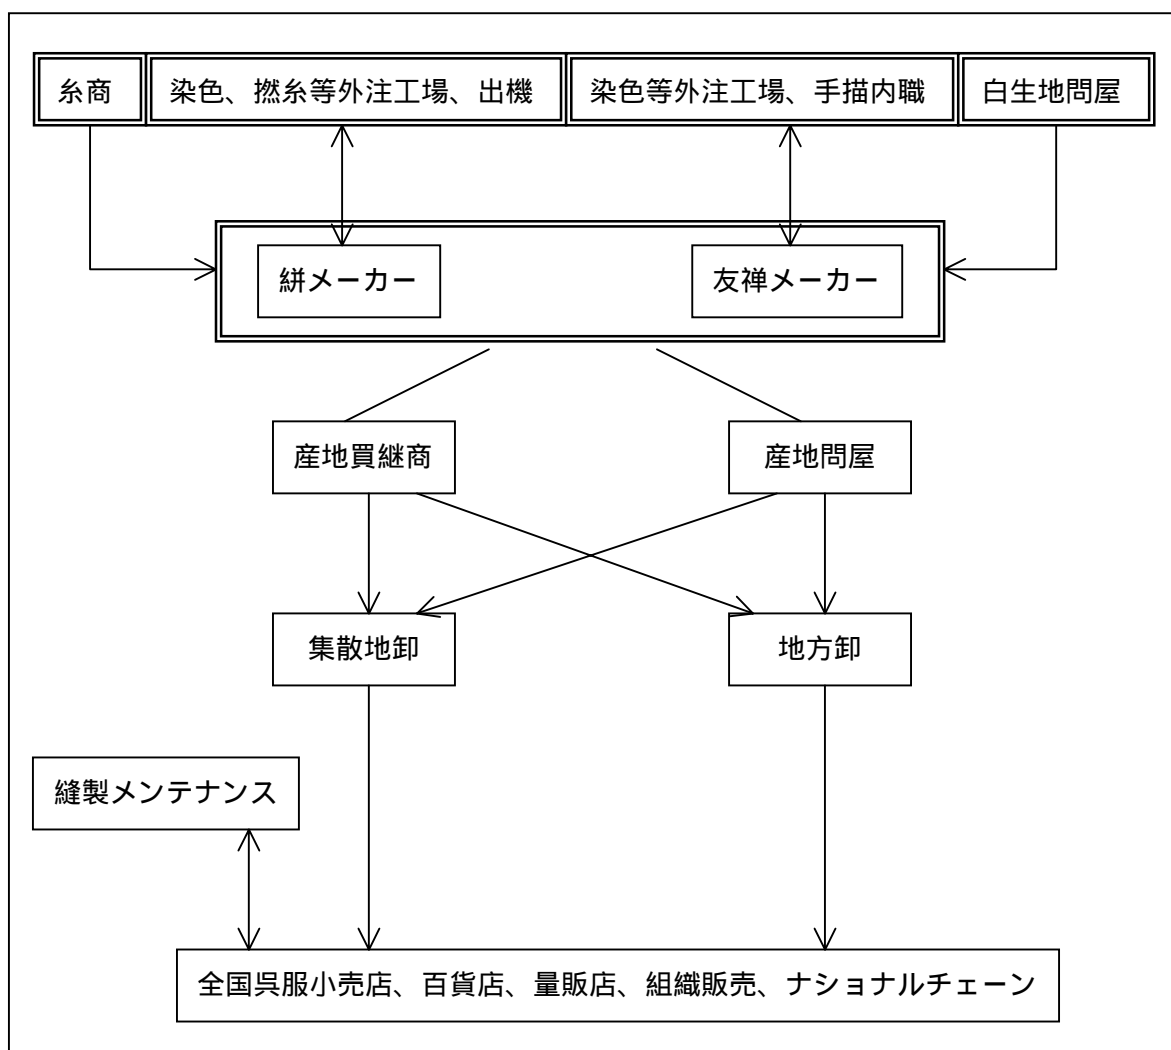 糸商
染色、撚糸等外注工場、出機
染色等外注工場、手描内職
白生地問屋
絣メーカー
友禅メーカー
産地買継商
産地問屋
集散地卸
地方卸
縫製メンテナンス
全国呉服小売店、百貨店、量販店、組織販売、ナショナルチェーン